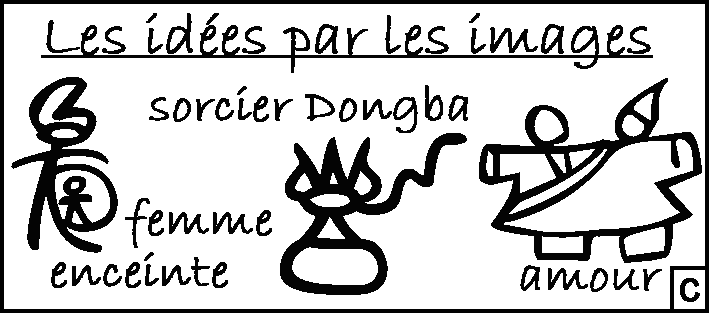 Les idées par les images
sorcier Dongba
femme
enceinte
amour
C